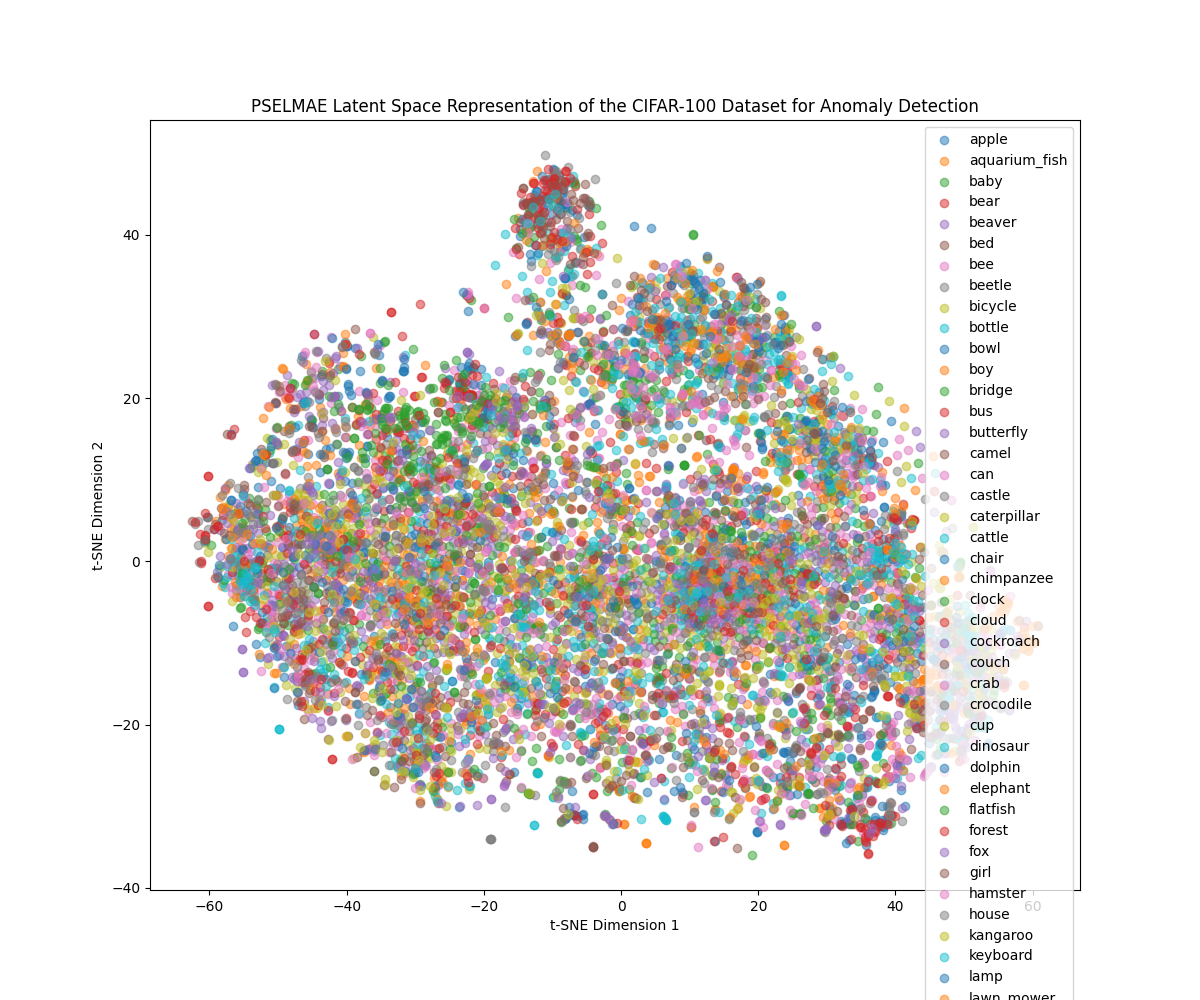 PSELMAE Latent Space Representation of the CIFAR-100 Dataset for Anomaly Detection
t-SNE Dimension 2
40
20
0
−20
−40
−60
−40
−20
0
20
40
60
t-SNE Dimension 1
apple
aquarium_fish
baby
bear
beaver
bed
bee
beetle
bicycle
bottle
bowl
boy
bridge
bus
butterfly
camel
can
castle
caterpillar
cattle
chair
chimpanzee
clock
cloud
cockroach
couch
crab
crocodile
cup
dinosaur
dolphin
elephant
flatfish
forest
fox
girl
hamster
house
kangaroo
keyboard
lamp
lawn_mower